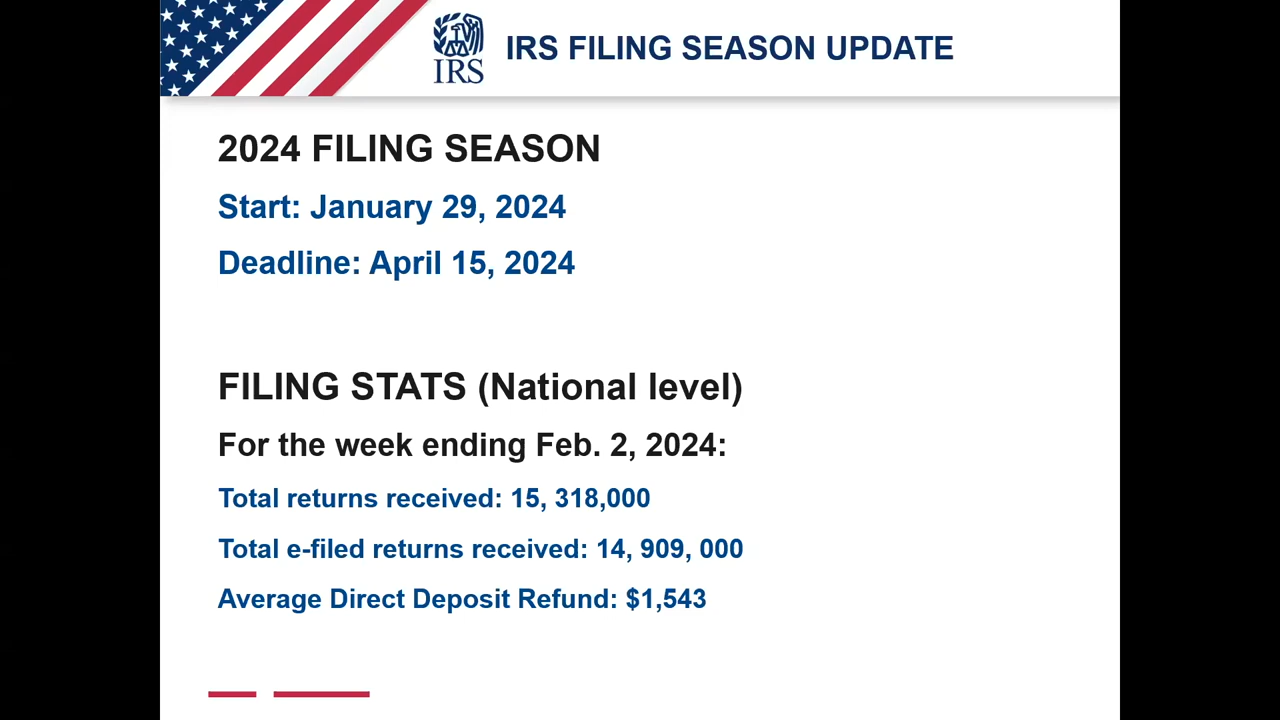 IRS
IRS FILING SEASON UPDATE
2024 FILING SEASON
Start: January 29, 2024
Deadline: April 15, 2024
FILING STATS (National level)
For the week ending Feb. 2, 2024:
Total returns received: 15, 318,000
Total e-filed returns received: 14, 909, 000
Average Direct Deposit Refund: $1,543